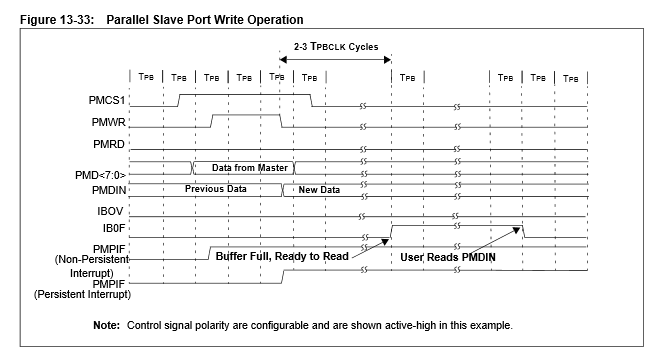 Figure 13-33: Parallel Slave Port Write Operation
2-3 TPBCLK Cycles
TPB TPB TPB TPB TPB TPB TPB TPB TPB TPB
PMCS1
PMWR
PMRD
PMD<7:0> Data from Master
PMDIN Previous Data New Data
IBOV
IB0F
PMPIF
(Non-Persistent Buffer Full, Ready to Read User Reads PMDIN
Interrupt)
PMPIF
(Persistent Interrupt)
Note: Control signal polarity are configurable and are shown active-high in this example.